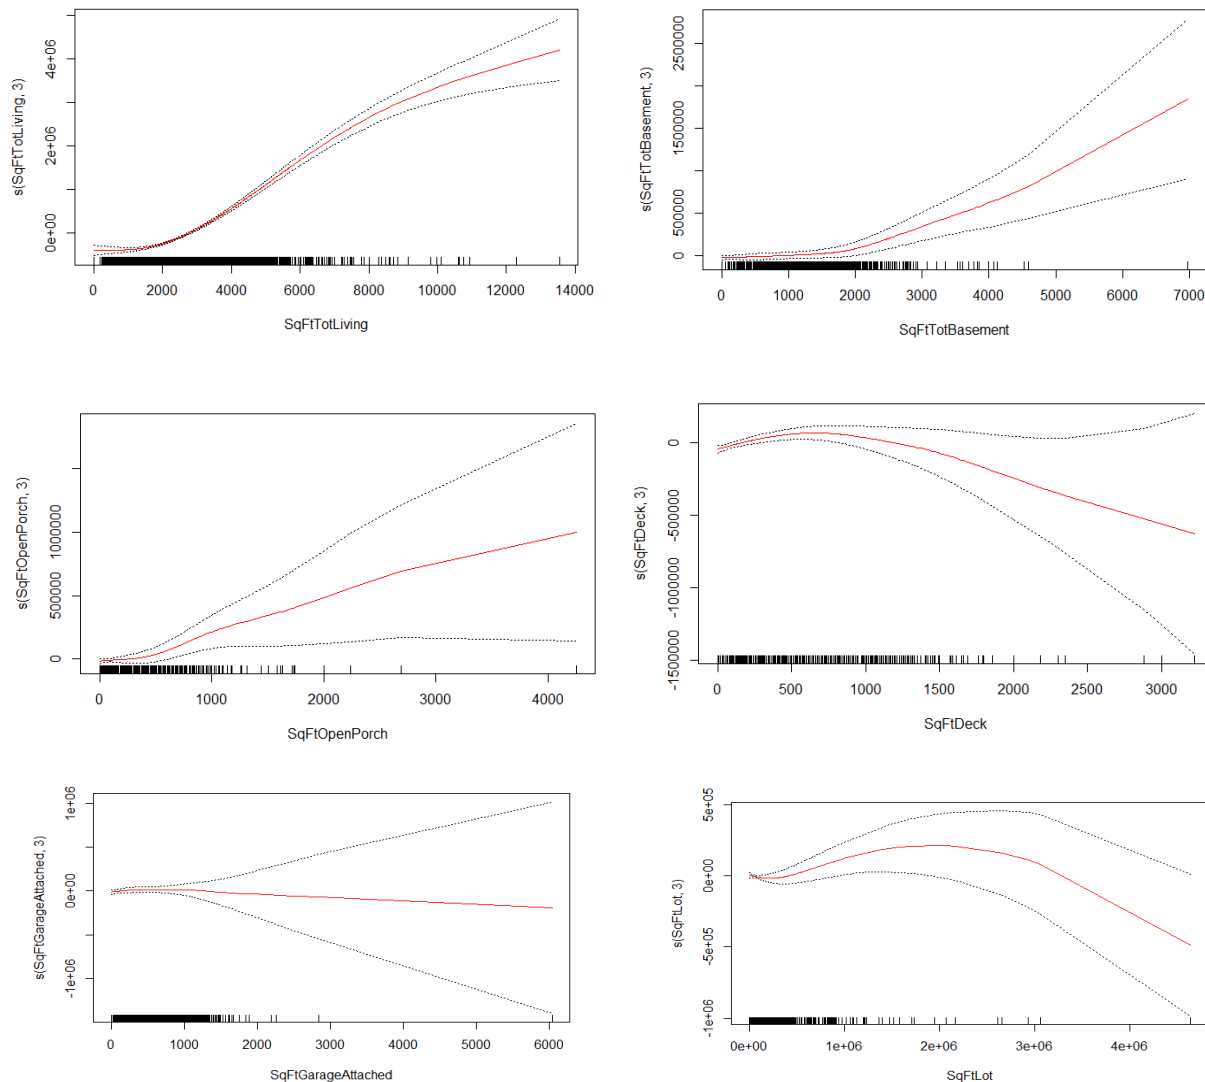 s(SqFtTotLiving, 3)
0e+00 2e+06 4e+06
0 2000 4000 6000 8000 10000 12000 14000
SqFtTotLiving
s(SqFtTotBasement, 3)
0 500000 1500000 2500000
0 1000 2000 3000 4000 5000 6000 7000
SqFtTotBasement
s(SqFtOpenPorch, 3)
0 500000 1000000
0 1000 2000 3000 4000
SqFtOpenPorch
s(SqFtDeck, 3)
-1500000 -1000000 -500000 0
0 500 1000 1500 2000 2500 3000
SqFtDeck
s(SqFtGarageAttached, 3)
-1e+06 0e+00 1e+06
0 1000 2000 3000 4000 5000 6000
SqFtGarageAttached
s(SqFtLot, 3)
-1e+06 -5e+05 0e+00 5e+05
0e+00 1e+06 2e+06 3e+06 4e+06
SqFtLot